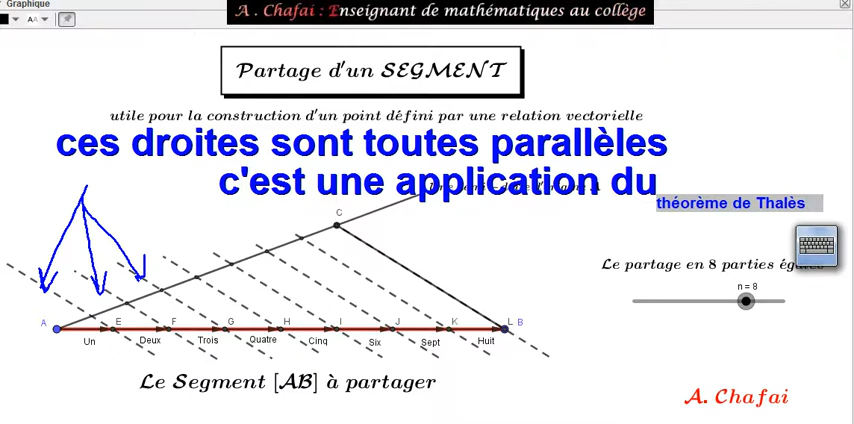 Graphique
A . Chafai : Enseignant de mathématiques au collège
AA
Partage d'un SEGMENT
utile pour la construction d'un point défini par une relation vectorielle
ces droites sont toutes parallèles
c'est une application du
théorème de Thalès
C
Le partage en 8 parties égales
n = 8
A E F G H I J K L B
Un Deux Trois Quatre Cinq Six Sept Huit
Le Segment [AB] à partager
A. Chafai